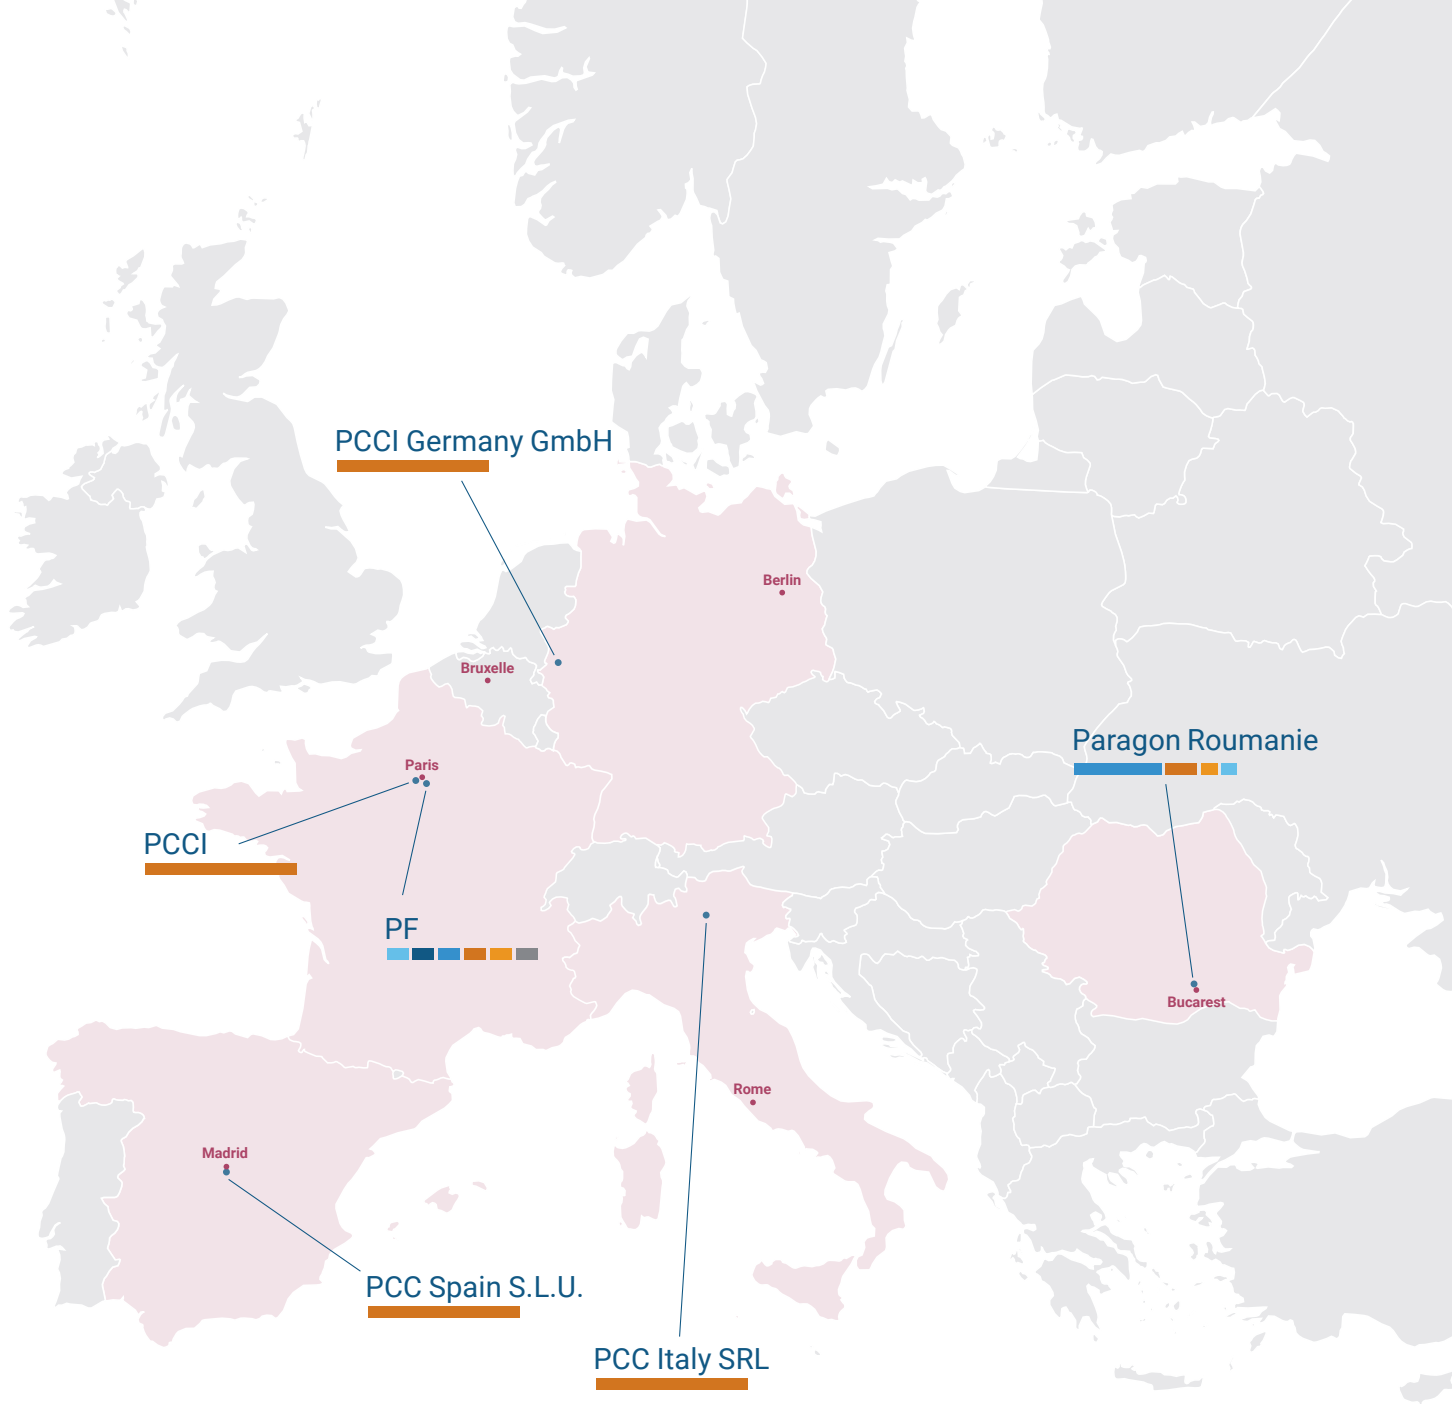 PCCI Germany GmbH
Berlin
Bruxelle
Paragon Roumanie
Paris
PCCI
PF
Bucarest
Rome
Madrid
PCC Spain S.L.U.
PCC Italy SRL